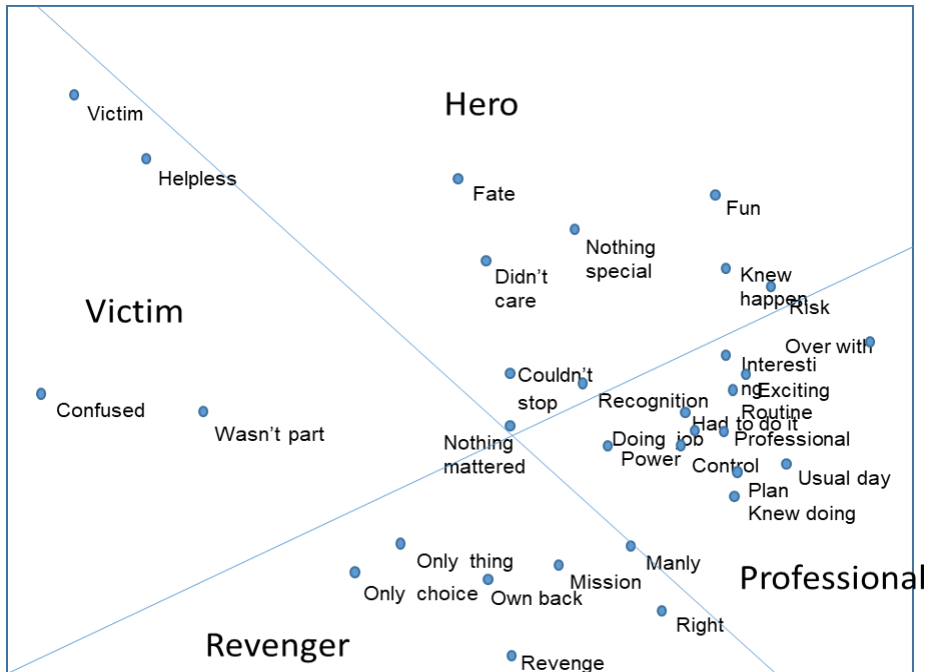 Hero
Victim
Helpless
Fate
Fun
Nothing
special
Didn't
care
Knew
happen
Risk
Victim
Over with
Interesti
ng
Exciting
Couldn't
stop
Recognition
Routine
Confused
Had to do it
Wasn't part
Doing job
Professional
Nothing
mattered
Power
Control
Usual day
Plan
Knew doing
Only thing
Manly
Mission
Professional
Only choice
Own back
Right
Revenger
Revenge